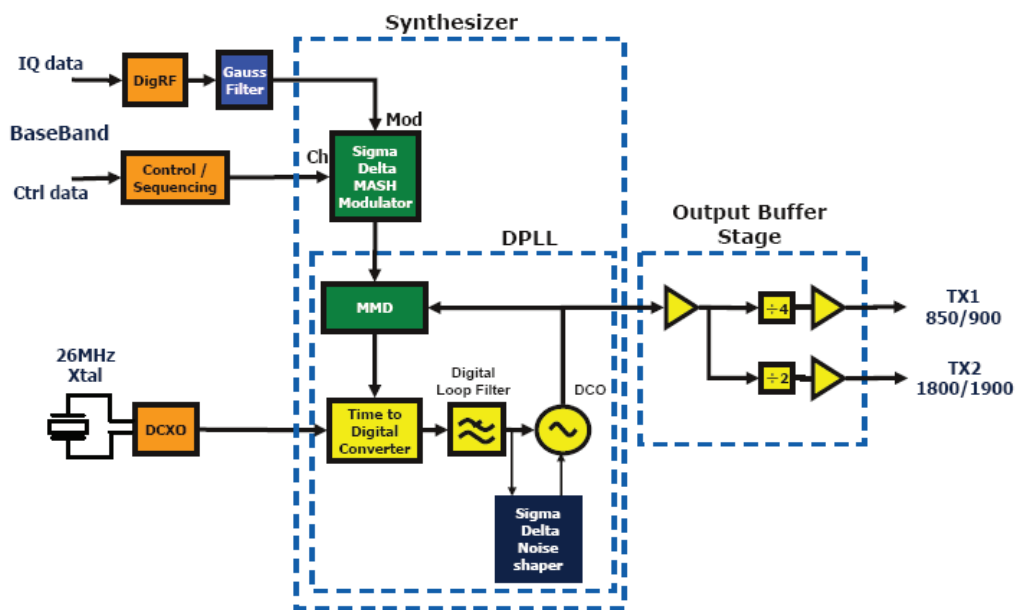 Synthesizer
IQ data
DigRF
Gauss
Filter
Mod
BaseBand
Ch
Sigma
Delta
MASH
Modulator
Ctrl data
Control /
Sequencing
Output Buffer
Stage
DPLL
MMD
÷4
TX1
850/900
26MHz
Xtal
Digital
Loop Filter
DCO
÷2
TX2
1800/1900
DCXO
Time to
Digital
Converter
Sigma
Delta
Noise
shaper